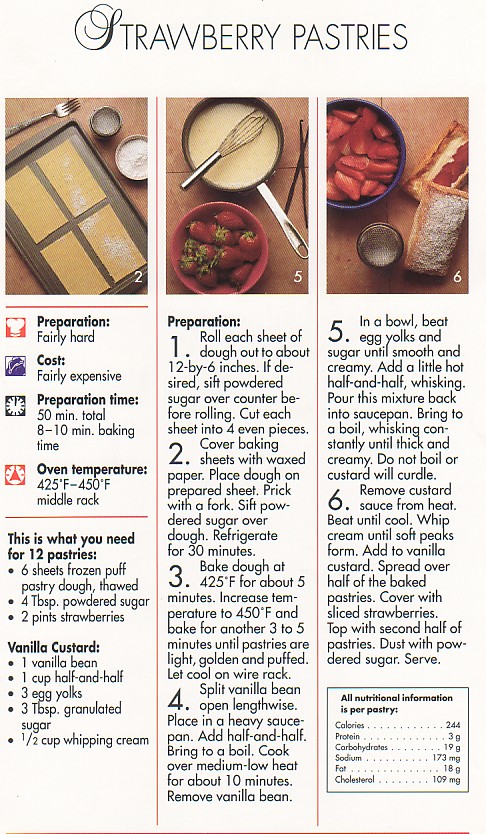 STRAWBERRY PASTRIES
2
5
6
Preparation:
Fairly hard
Cost:
Fairly expensive
Preparation time:
50 min. total
8–10 min. baking
time
Oven temperature:
425°F–450°F
middle rack
This is what you need
for 12 pastries:
• 6 sheets frozen puff
pastry dough, thawed
• 4 Tbsp. powdered sugar
• 2 pints strawberries
Vanilla Custard:
• 1 vanilla bean
• 1 cup half-and-half
• 3 egg yolks
• 3 Tbsp. granulated
sugar
• 1/2 cup whipping cream
Preparation:
1. Roll each sheet of
dough out to about
12-by-6 inches. If de-
sired, sift powdered
sugar over counter be-
fore rolling. Cut each
sheet into 4 even pieces.
2. Cover baking
sheets with waxed
paper. Place dough on
prepared sheet. Prick
with a fork. Sift pow-
dered sugar over
dough. Refrigerate
for 30 minutes.
3. Bake dough at
425°F for about 5
minutes. Increase tem-
perature to 450°F and
bake for another 3 to 5
minutes until pastries are
light, golden and puffed.
Let cool on wire rack.
4. Split vanilla bean
open lengthwise.
Place in a heavy sauce-
pan. Add half-and-half.
Bring to a boil. Cook
over medium-low heat
for about 10 minutes.
Remove vanilla bean.
5. In a bowl, beat
egg yolks and
sugar until smooth and
creamy. Add a little hot
half-and-half, whisking.
Pour this mixture back
into saucepan. Bring to
a boil, whisking con-
stantly until thick and
creamy. Do not boil or
custard will curdle.
6. Remove custard
sauce from heat.
Beat until cool. Whip
cream until soft peaks
form. Add to vanilla
custard. Spread over
half of the baked
pastries. Cover with
sliced strawberries.
Top with second half of
pastries. Dust with pow-
dered sugar. Serve.
All nutritional information
is per pastry:
Calories . . . . . . . . . . . 244
Protein . . . . . . . . . . . . 3 g
Carbohydrates . . . . . . . 19 g
Sodium . . . . . . . . . . 173 mg
Fat . . . . . . . . . . . . . . 18 g
Cholesterol . . . . . . . 109 mg